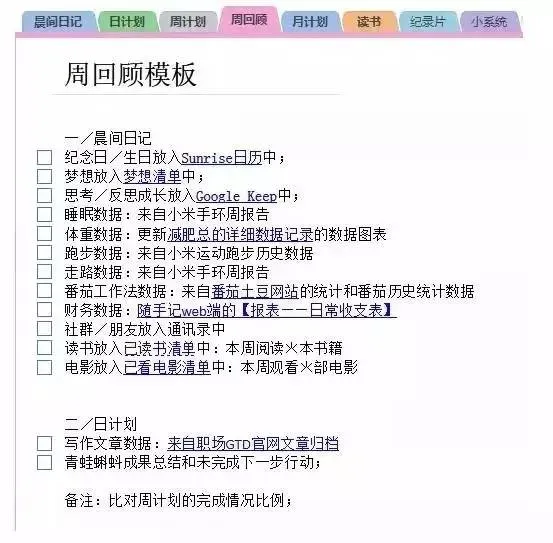 晨间日记 日计划 周计划 周回顾 月计划 读书 纪录片 小系统
周回顾模板
一／晨间日记
纪念日／生日放入Sunrise日历中；
梦想放入梦想清单中；
思考／反思成长放入Google Keep中；
睡眠数据：来自小米手环周报告
体重数据：更新减肥总的详细数据记录的数据图表
跑步数据：来自小米运动跑步历史数据
走路数据：来自小米手环周报告
番茄工作法数据：来自番茄土豆网站的统计和番茄历史统计数据
财务数据：随手记web端的【报表——日常收支表】
社群／朋友放入通讯录中
读书放入已读书清单中：本周阅读X本书籍
电影放入已看电影清单中：本周观看X部电影
二／日计划
写作文章数据：来自职场GTD官网文章归档
青蛙蝌蚪成果总结和未完成下一步行动；
备注：比对周计划的完成情况比例；